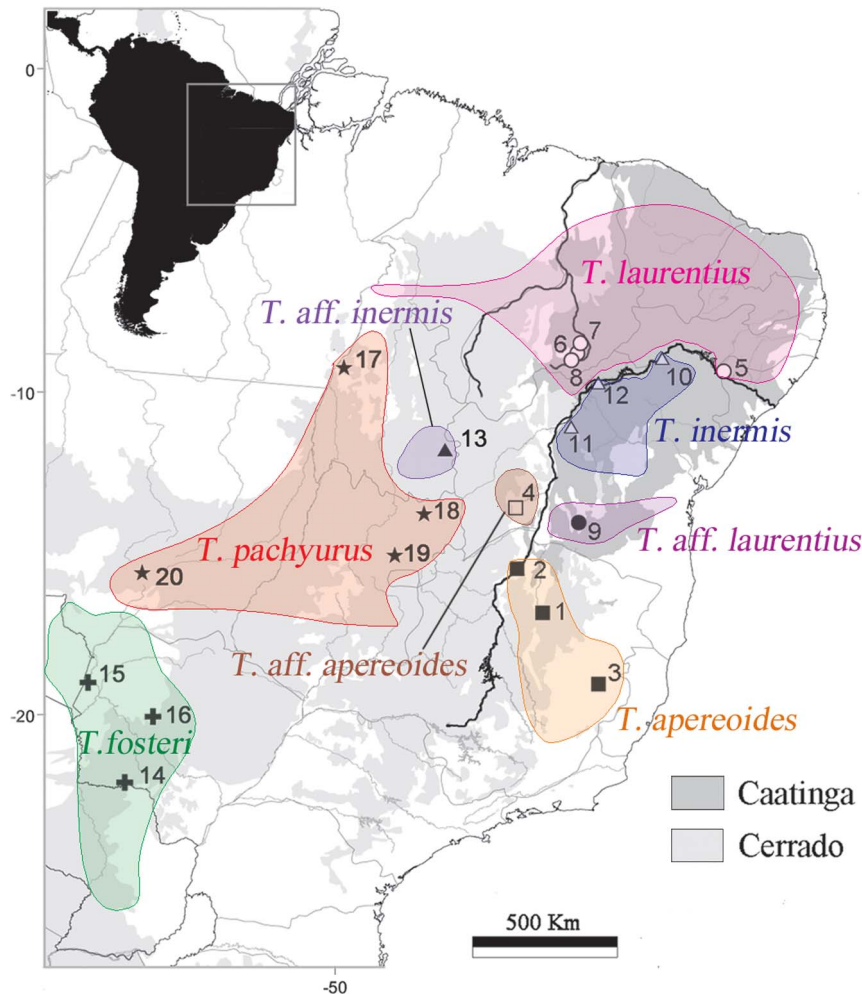 0
T. laurentius
T. aff. inermis
7
6
17
8
10
5
-10
12
13
11
T. inermis
4
18
9
T. aff. laurentius
19
T. pachyurus
2
20
1
T. aff. apereoides
15
3
16
T. apereoides
-20
T.fosteri
14
Caatinga
Cerrado
500 Km
-50